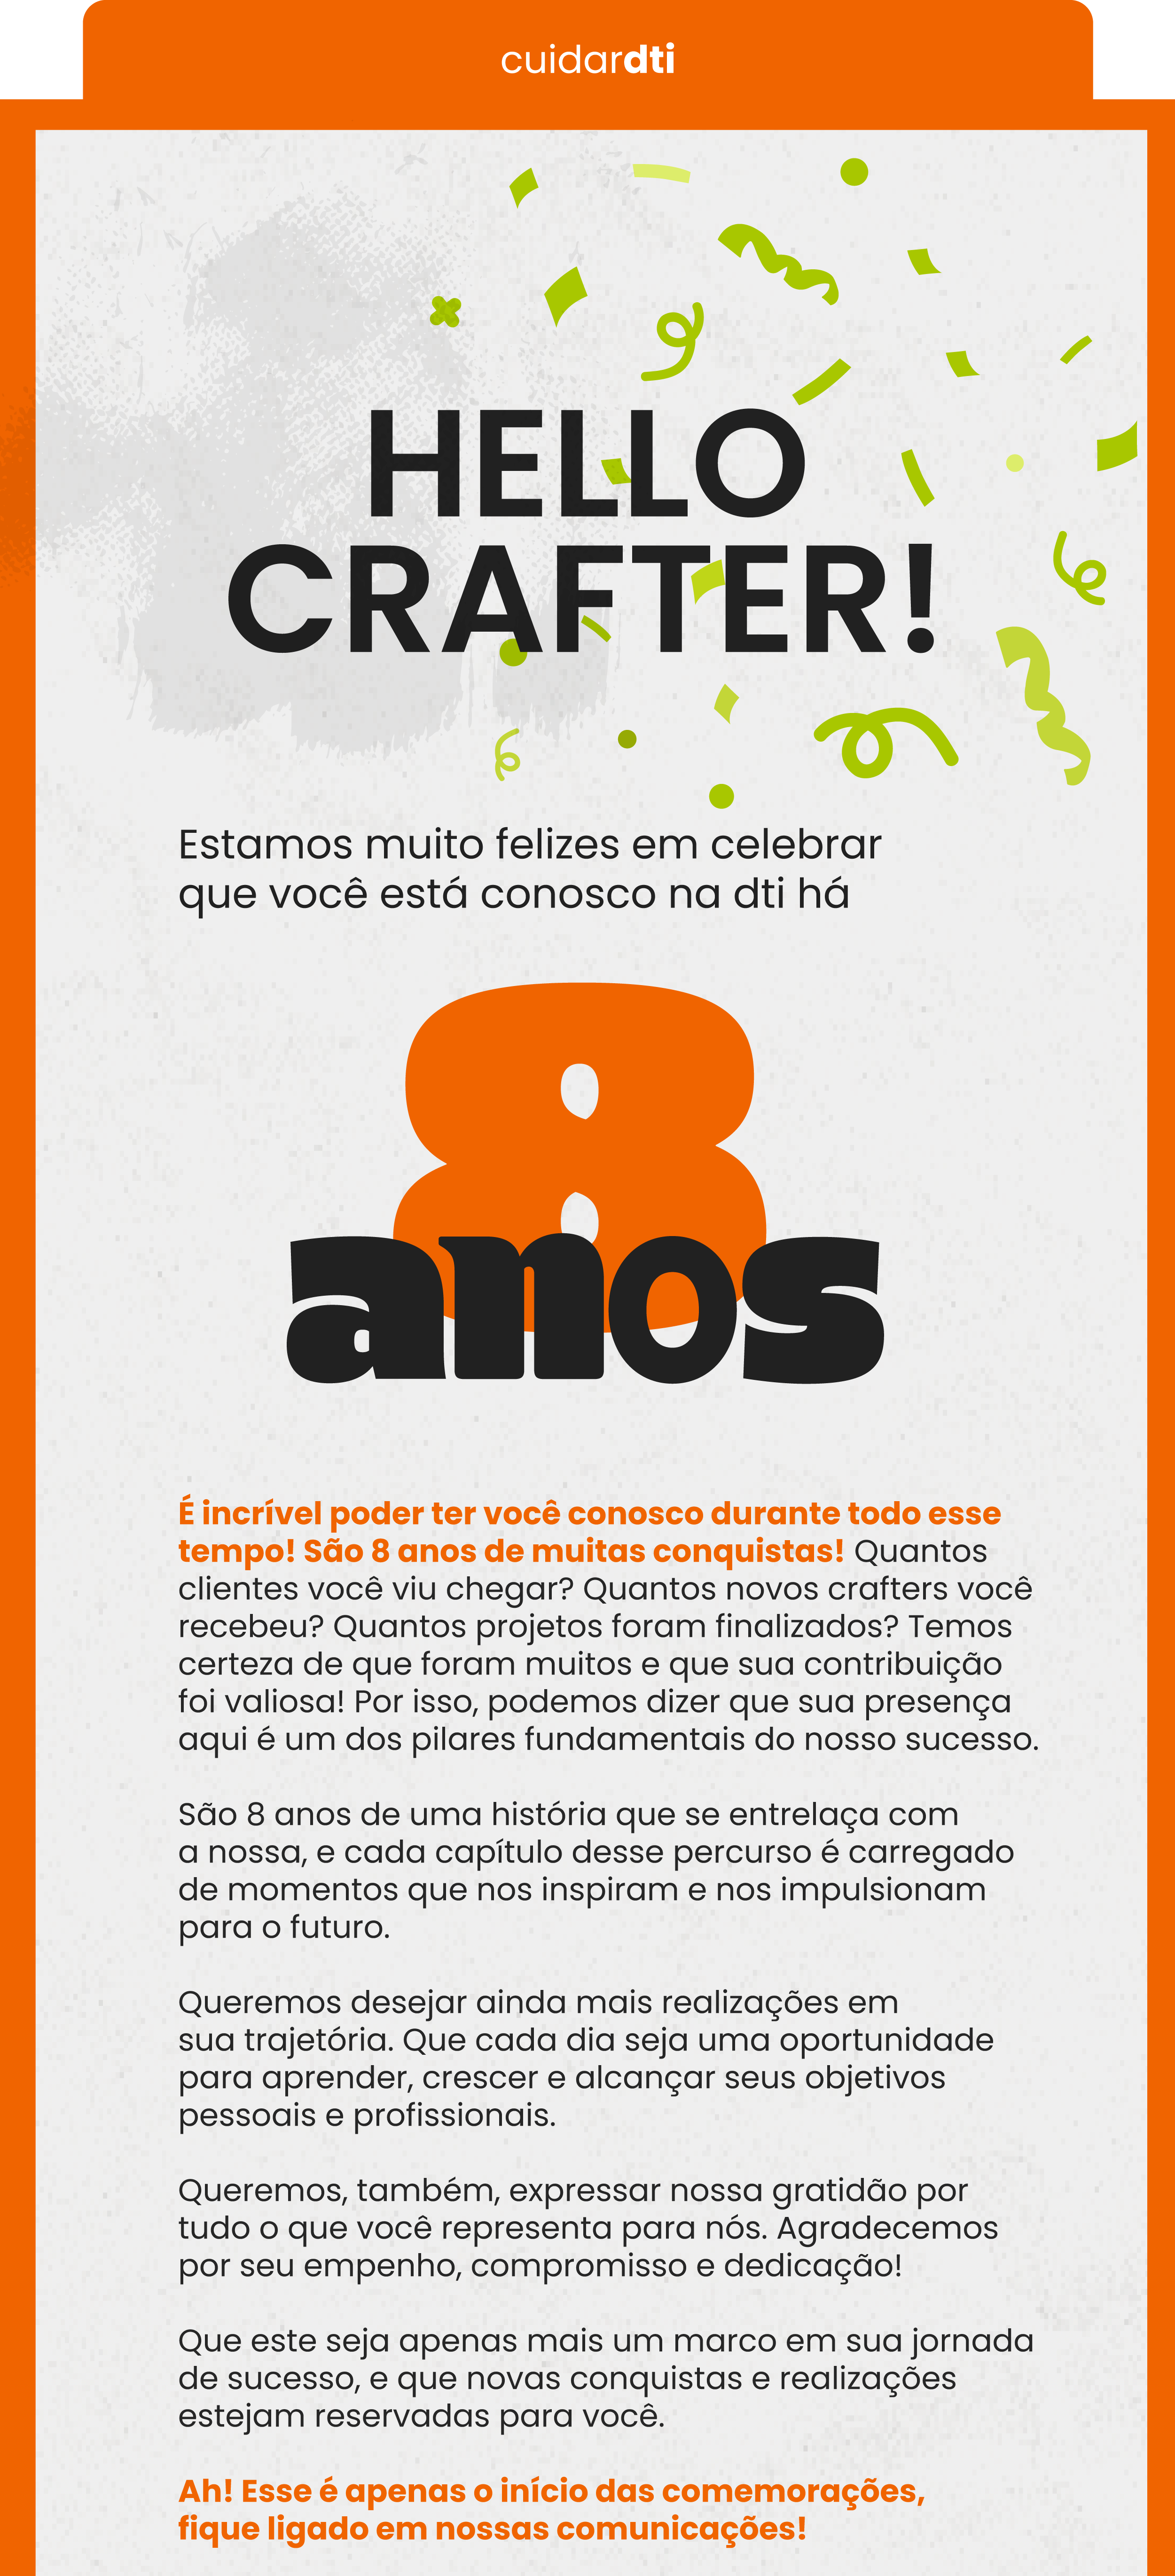 cuidardti
HELLO
CRAFTER!
Estamos muito felizes em celebrar
que você está conosco na dti há
8
anos
É incrível poder ter você conosco durante todo esse
tempo! São 8 anos de muitas conquistas! Quantos
clientes você viu chegar? Quantos novos crafters você
recebeu? Quantos projetos foram finalizados? Temos
certeza de que foram muitos e que sua contribuição
foi valiosa! Por isso, podemos dizer que sua presença
aqui é um dos pilares fundamentais do nosso sucesso.
São 8 anos de uma história que se entrelaça com
a nossa, e cada capítulo desse percurso é carregado
de momentos que nos inspiram e nos impulsionam
para o futuro.
Queremos desejar ainda mais realizações em
sua trajetória. Que cada dia seja uma oportunidade
para aprender, crescer e alcançar seus objetivos
pessoais e profissionais.
Queremos, também, expressar nossa gratidão por
tudo o que você representa para nós. Agradecemos
por seu empenho, compromisso e dedicação!
Que este seja apenas mais um marco em sua jornada
de sucesso, e que novas conquistas e realizações
estejam reservadas para você.
Ah! Esse é apenas o início das comemorações,
fique ligado em nossas comunicações!